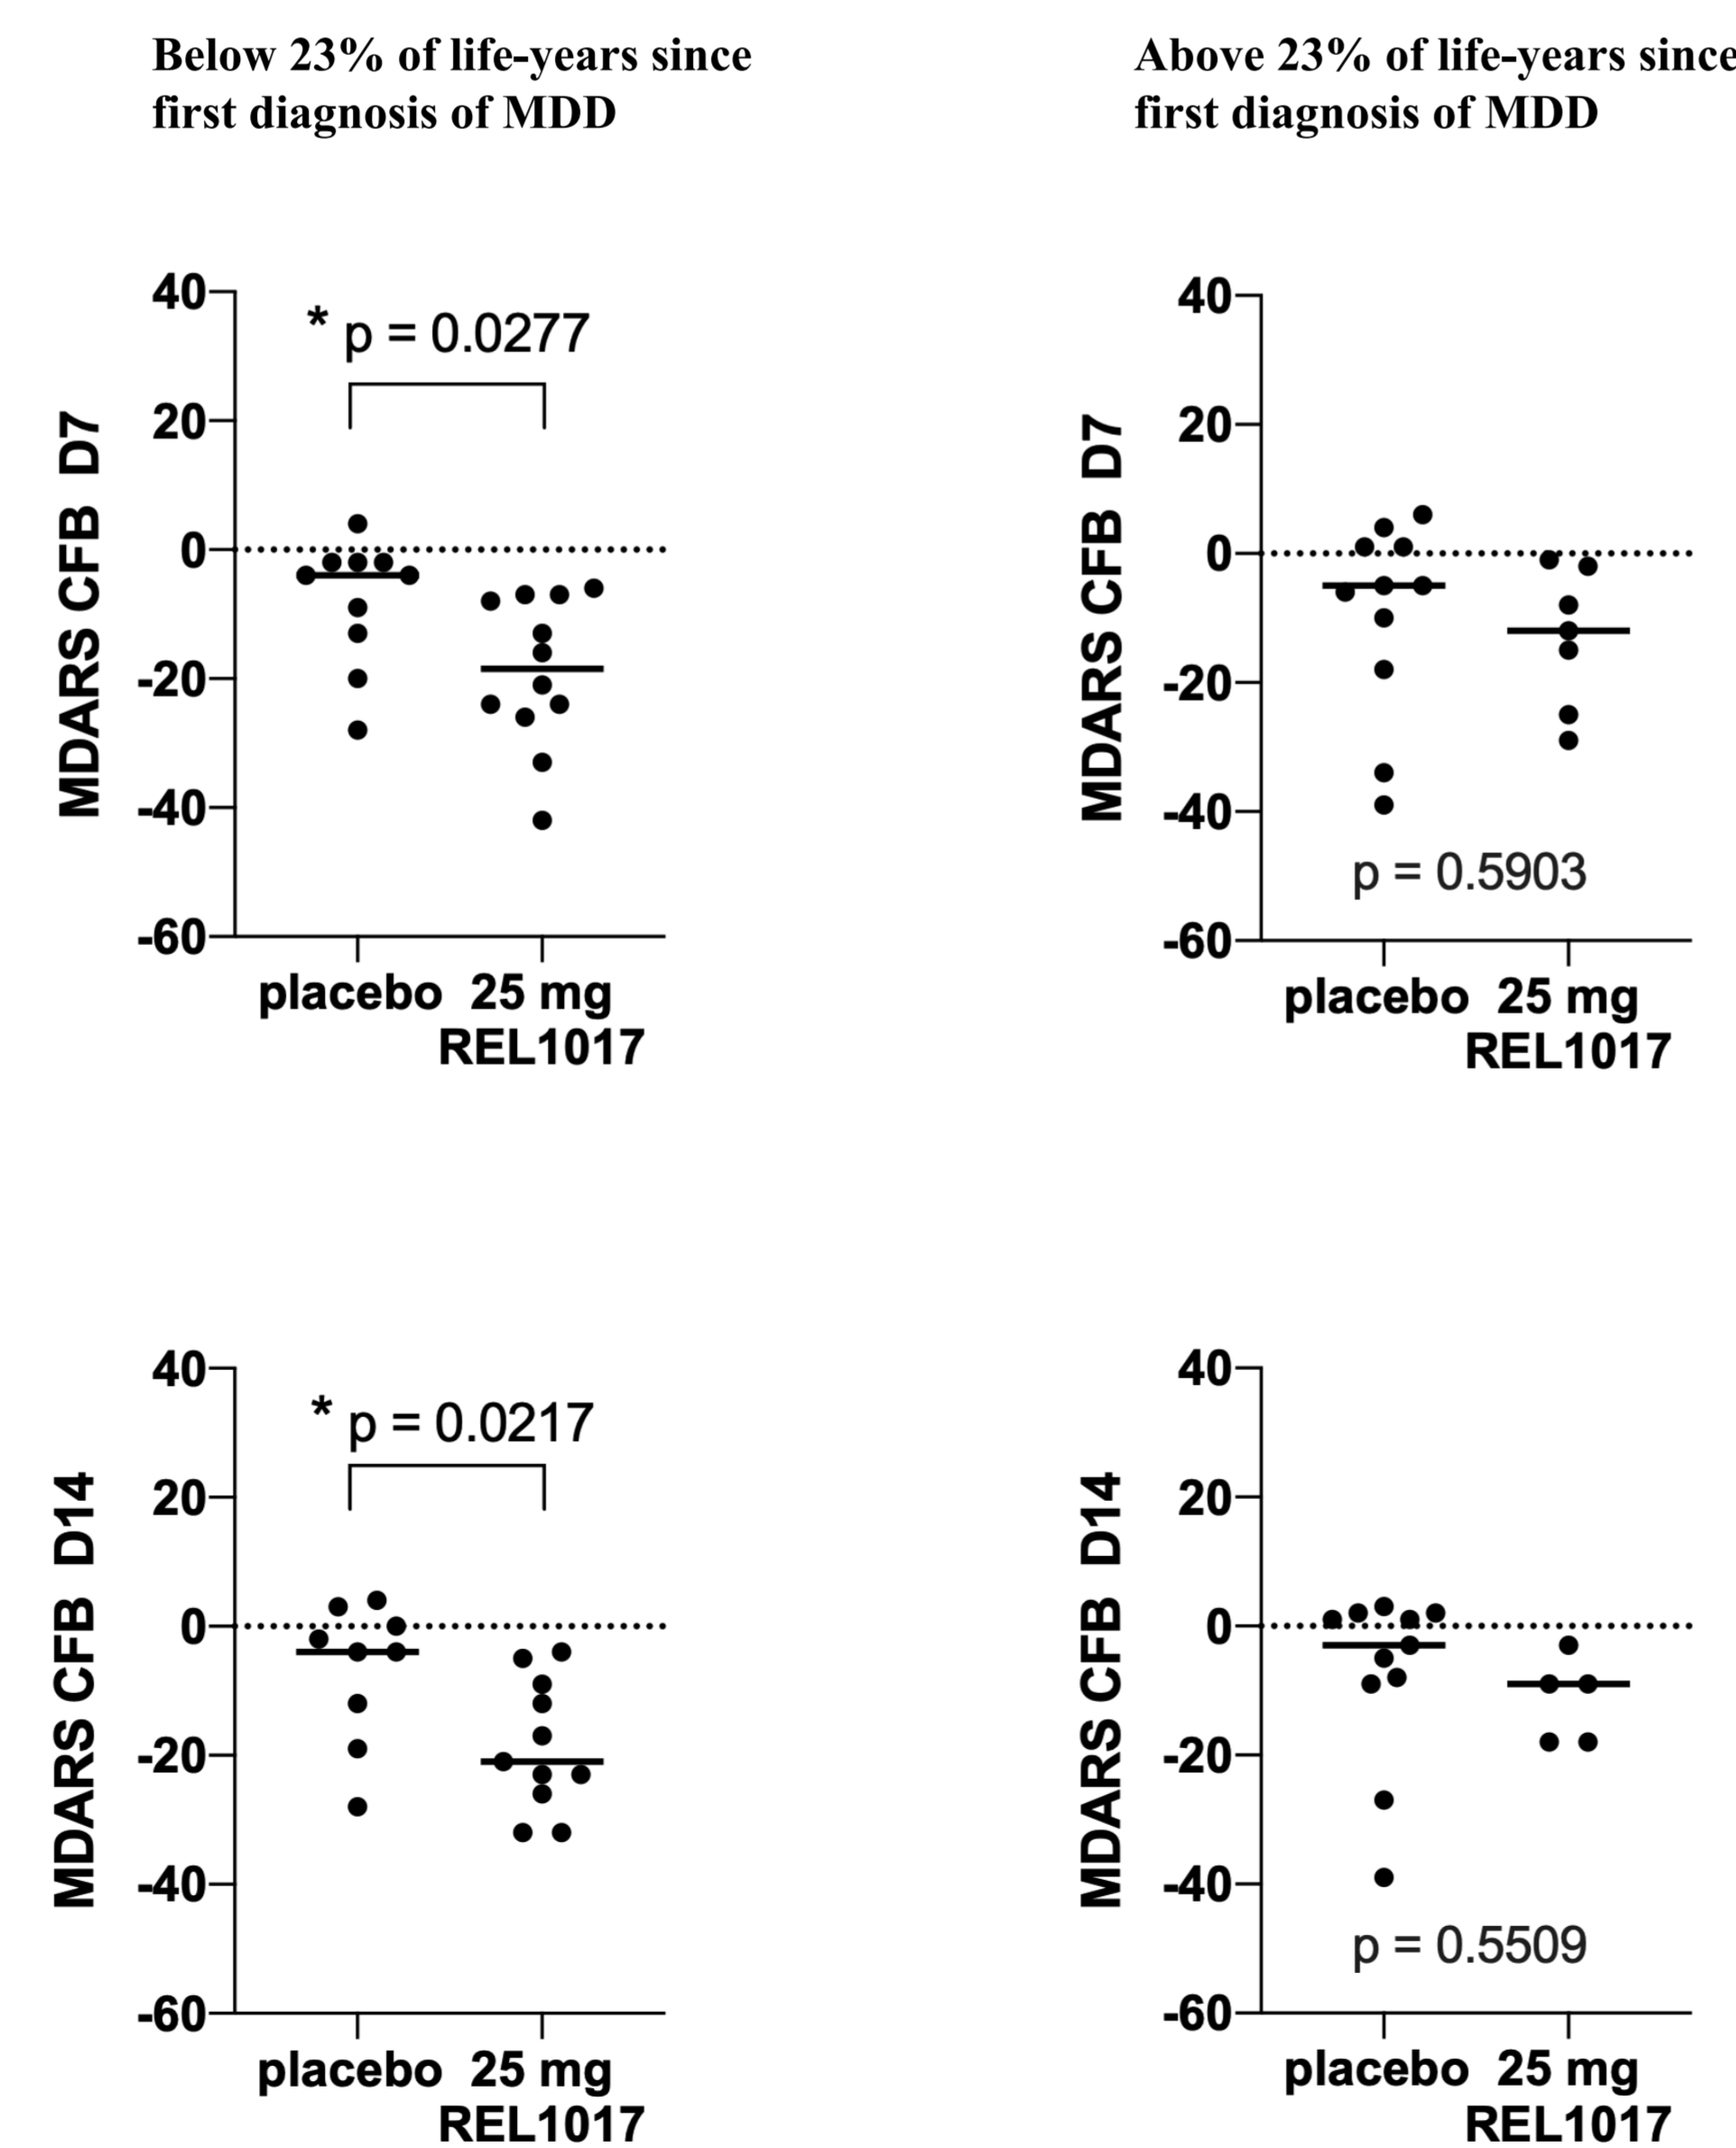 Below 23% of life-years since
first diagnosis of MDD
Above 23% of life-years since
first diagnosis of MDD
MDARS CFB D7
40
20
0
-20
-40
-60
* p = 0.0277
placebo
25 mg
REL1017
MDARS CFB D7
40
20
0
-20
-40
-60
p = 0.5903
placebo
25 mg
REL1017
MDARS CFB D14
40
20
0
-20
-40
-60
* p = 0.0217
placebo
25 mg
REL1017
MDARS CFB D14
40
20
0
-20
-40
-60
p = 0.5509
placebo
25 mg
REL1017